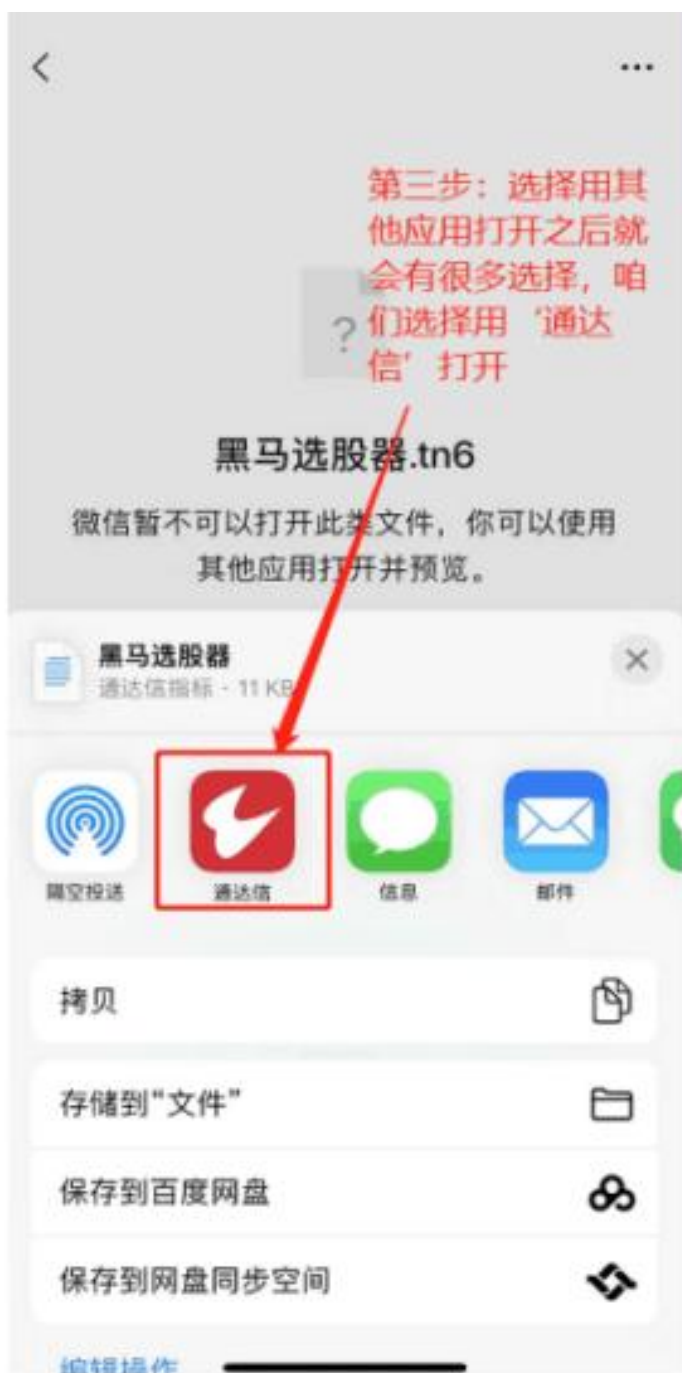 第三步：选择用其
他应用打开之后就
会有很多选择，咱
们选择用‘通达
信’打开
?
黑马选股器.tn6
微信暂不可以打开此类文件，你可以使用
其他应用打开并预览。
黑马选股器
通达信指标 · 11 KB
隔空投送
通达信
信息
邮件
拷贝
存储到“文件”
保存到百度网盘
保存到网盘同步空间
编辑操作